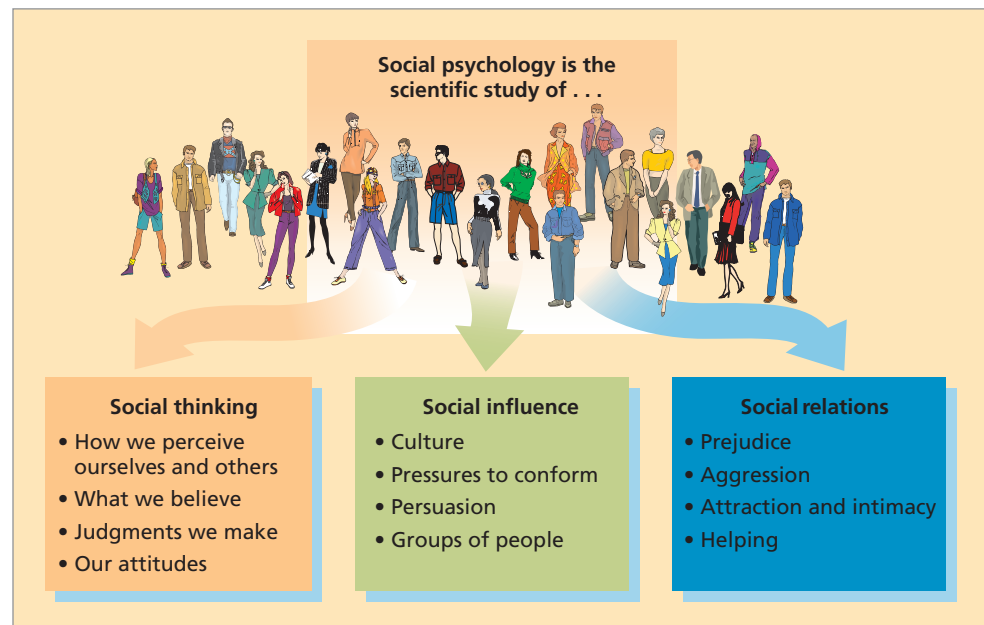 Social psychology is the
scientific study of . . .
Social thinking
• How we perceive
ourselves and others
• What we believe
• Judgments we make
• Our attitudes
Social influence
• Culture
• Pressures to conform
• Persuasion
• Groups of people
Social relations
• Prejudice
• Aggression
• Attraction and intimacy
• Helping